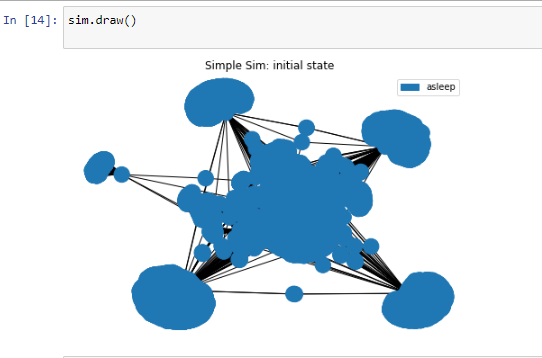 In [14]: sim.draw()
Simple Sim: initial state
asleep